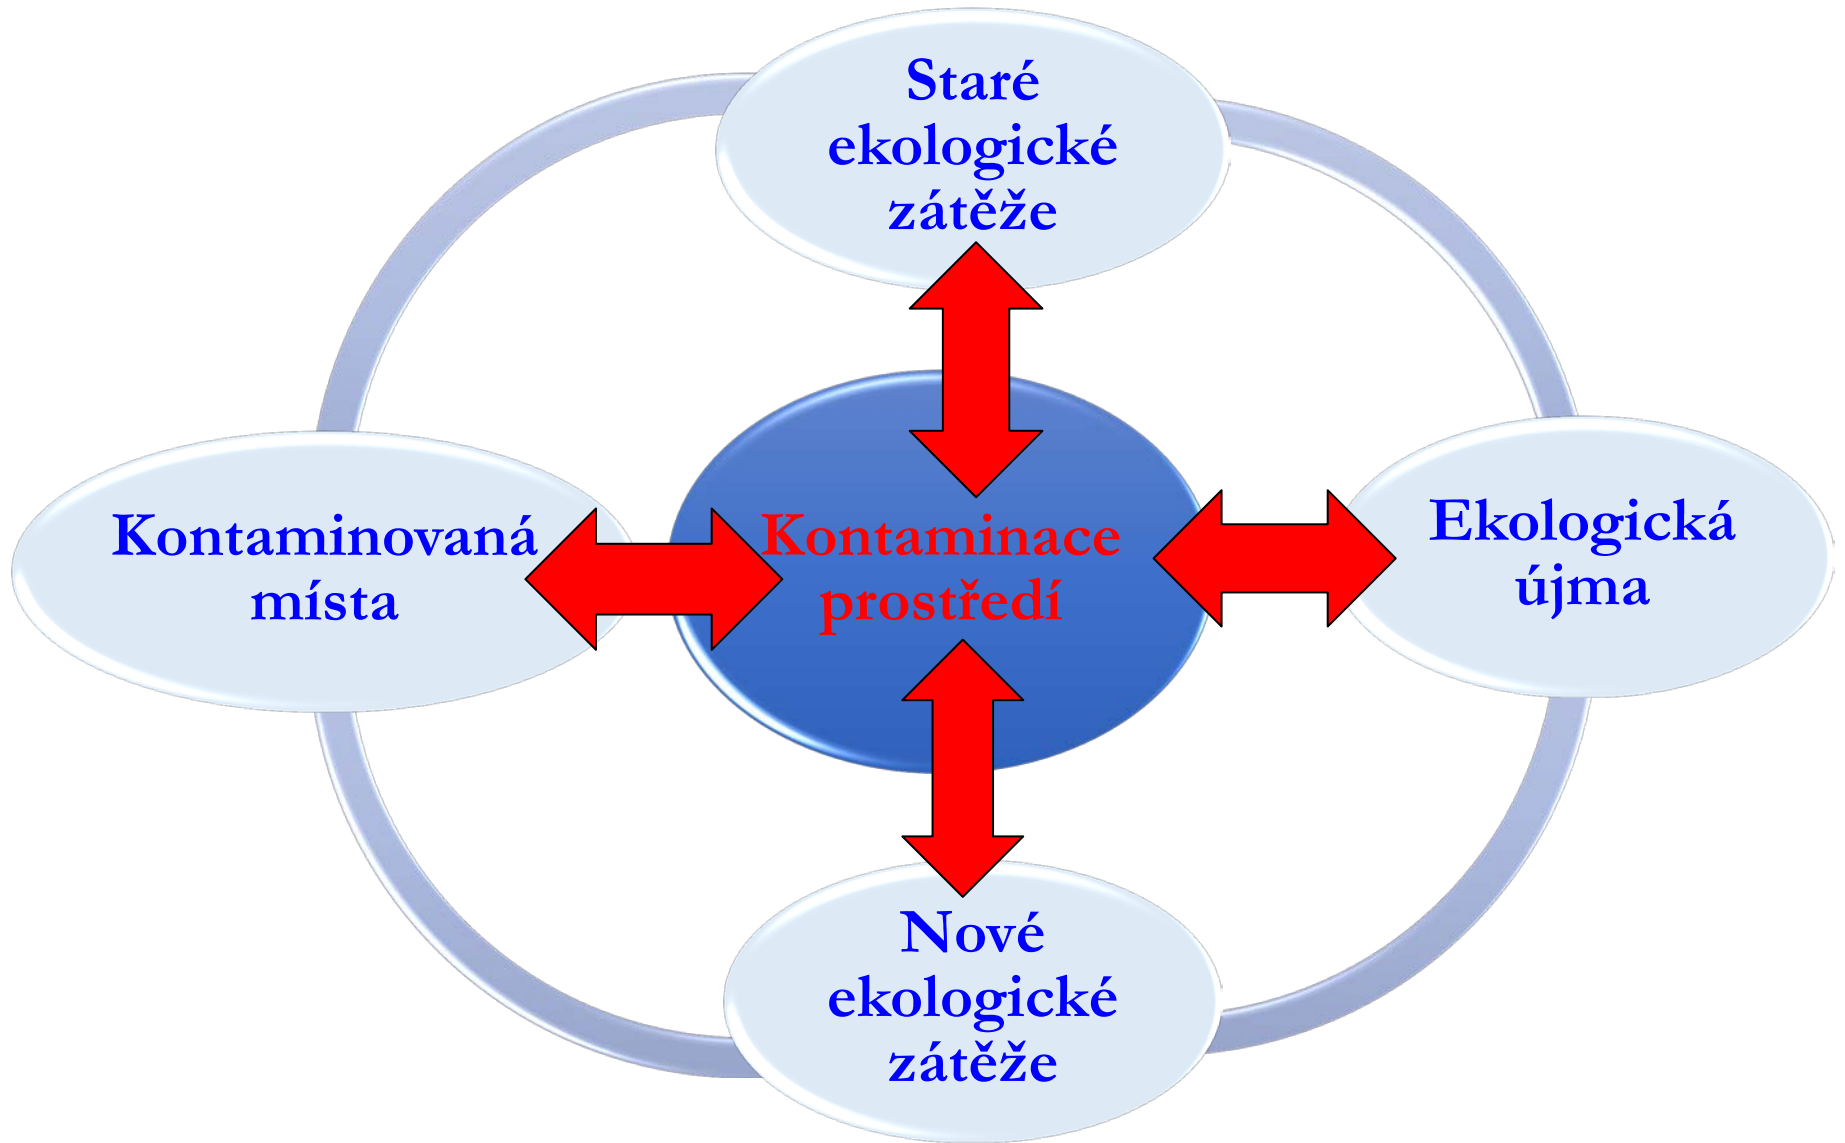 Staré
ekologické
zátěže
Kontaminovaná
místa
Kontaminace
prostředí
Ekologická
újma
Nové
ekologické
zátěže